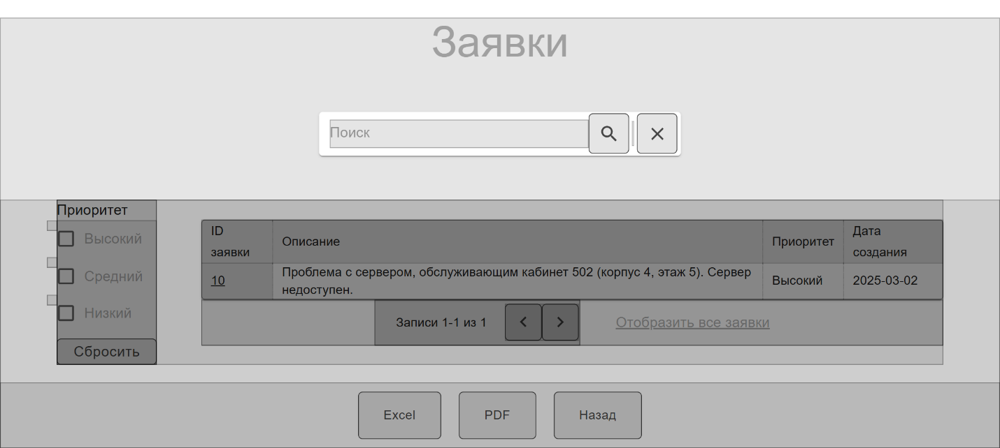 Заявки
Поиск
Приоритет
Высокий
Средний
Низкий
Сбросить
ID заявки
Описание
Приоритет
Дата создания
10
Проблема с сервером, обслуживающим кабинет 502 (корпус 4, этаж 5). Сервер
недоступен.
Высокий
2025-03-02
Записи 1-1 из 1
Отобразить все заявки
Excel
PDF
Назад